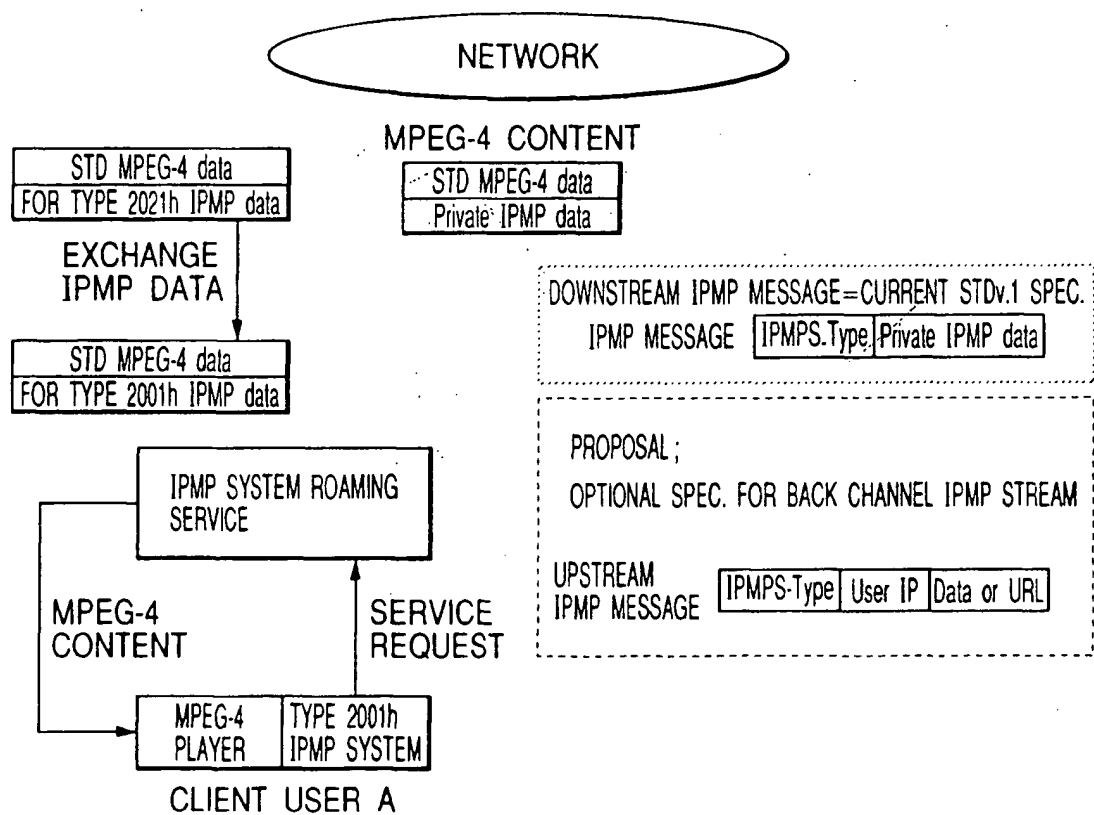 NETWORK
MPEG-4 CONTENT
STD MPEG-4 data
Private IPMP data
STD MPEG-4 data
FOR TYPE 2021h IPMP data
EXCHANGE
IPMP DATA
STD MPEG-4 data
FOR TYPE 2001h IPMP data
DOWNSTREAM IPMP MESSAGE=CURRENT STDv.1 SPEC.
IPMP MESSAGE IPMPS-Type Private IPMP data
PROPOSAL;
OPTIONAL SPEC. FOR BACK CHANNEL IPMP STREAM
UPSTREAM
IPMP MESSAGE IPMPS-Type User IP Data or URL
IPMP SYSTEM ROAMING
SERVICE
MPEG-4
CONTENT
SERVICE
REQUEST
MPEG-4
PLAYER
TYPE 2001h
IPMP SYSTEM
CLIENT USER A